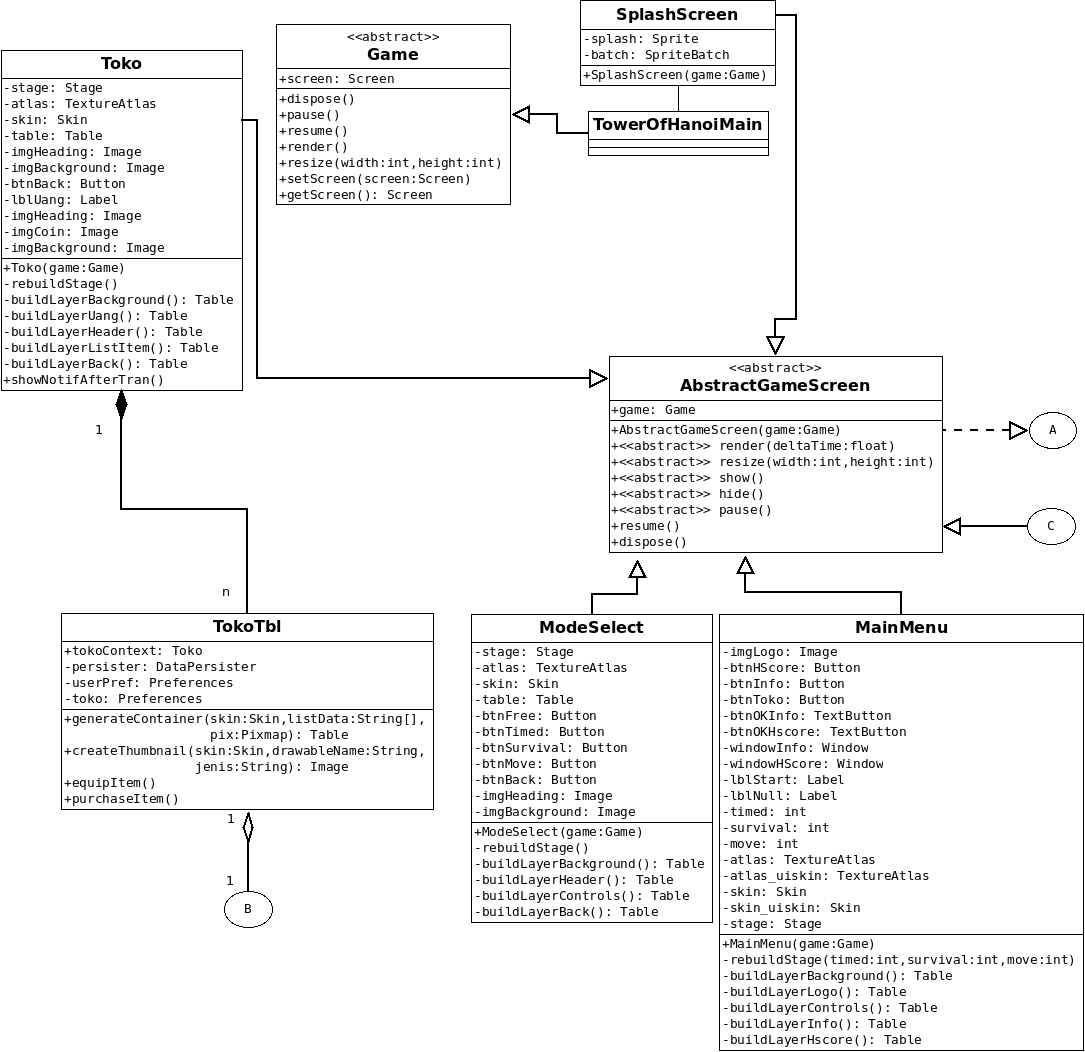 SplashScreen
-splash: Sprite
-batch: SpriteBatch
+SplashScreen(game:Game)
<<abstract>>
Game
+screen: Screen
+dispose()
+pause()
+resume()
+render()
+resize(width:int,height:int)
+setScreen(screen:Screen)
+getScreen(): Screen
TowerOfHanoiMain
Toko
-stage: Stage
-atlas: TextureAtlas
-skin: Skin
-table: Table
-imgHeading: Image
-imgBackground: Image
-btnBack: Button
-lblUang: Label
-imgHeading: Image
-imgCoin: Image
-imgBackground: Image
+Toko(game:Game)
-rebuildStage()
-buildLayerBackground(): Table
-buildLayerUang(): Table
-buildLayerHeader(): Table
-buildLayerListItem(): Table
-buildLayerBack(): Table
+showNotifAfterTran()
1
n
<<abstract>>
AbstractGameScreen
+game: Game
+AbstractGameScreen(game:Game)
+<<abstract>> render(deltaTime:float)
+<<abstract>> resize(width:int,height:int)
+<<abstract>> show()
+<<abstract>> hide()
+<<abstract>> pause()
+resume()
+dispose()
A
C
TokoTbl
+tokoContext: Toko
-persister: DataPersister
-userPref: Preferences
-toko: Preferences
+generateContainer(skin:Skin,listData:String[],
pix:Pixmap): Table
+createThumbnail(skin:Skin,drawableName:String,
jenis:String): Image
+equipItem()
+purchaseItem()
1
1
B
ModeSelect
-stage: Stage
-atlas: TextureAtlas
-skin: Skin
-table: Table
-btnFree: Button
-btnTimed: Button
-btnSurvival: Button
-btnMove: Button
-btnBack: Button
-imgHeading: Image
-imgBackground: Image
+ModeSelect(game:Game)
-rebuildStage()
-buildLayerBackground(): Table
-buildLayerHeader(): Table
-buildLayerControls(): Table
-buildLayerBack(): Table
MainMenu
-imgLogo: Image
-btnHScore: Button
-btnInfo: Button
-btnToko: Button
-btnOKInfo: TextButton
-btnOKHscore: TextButton
-windowInfo: Window
-windowHScore: Window
-lblStart: Label
-lblNull: Label
-timed: int
-survival: int
-move: int
-atlas: TextureAtlas
-atlas_uiskin: TextureAtlas
-skin: Skin
-skin_uiskin: Skin
-stage: Stage
+MainMenu(game:Game)
-rebuildStage(timed:int,survival:int,move:int)
-buildLayerBackground(): Table
-buildLayerLogo(): Table
-buildLayerControls(): Table
-buildLayerInfo(): Table
-buildLayerHscore(): Table